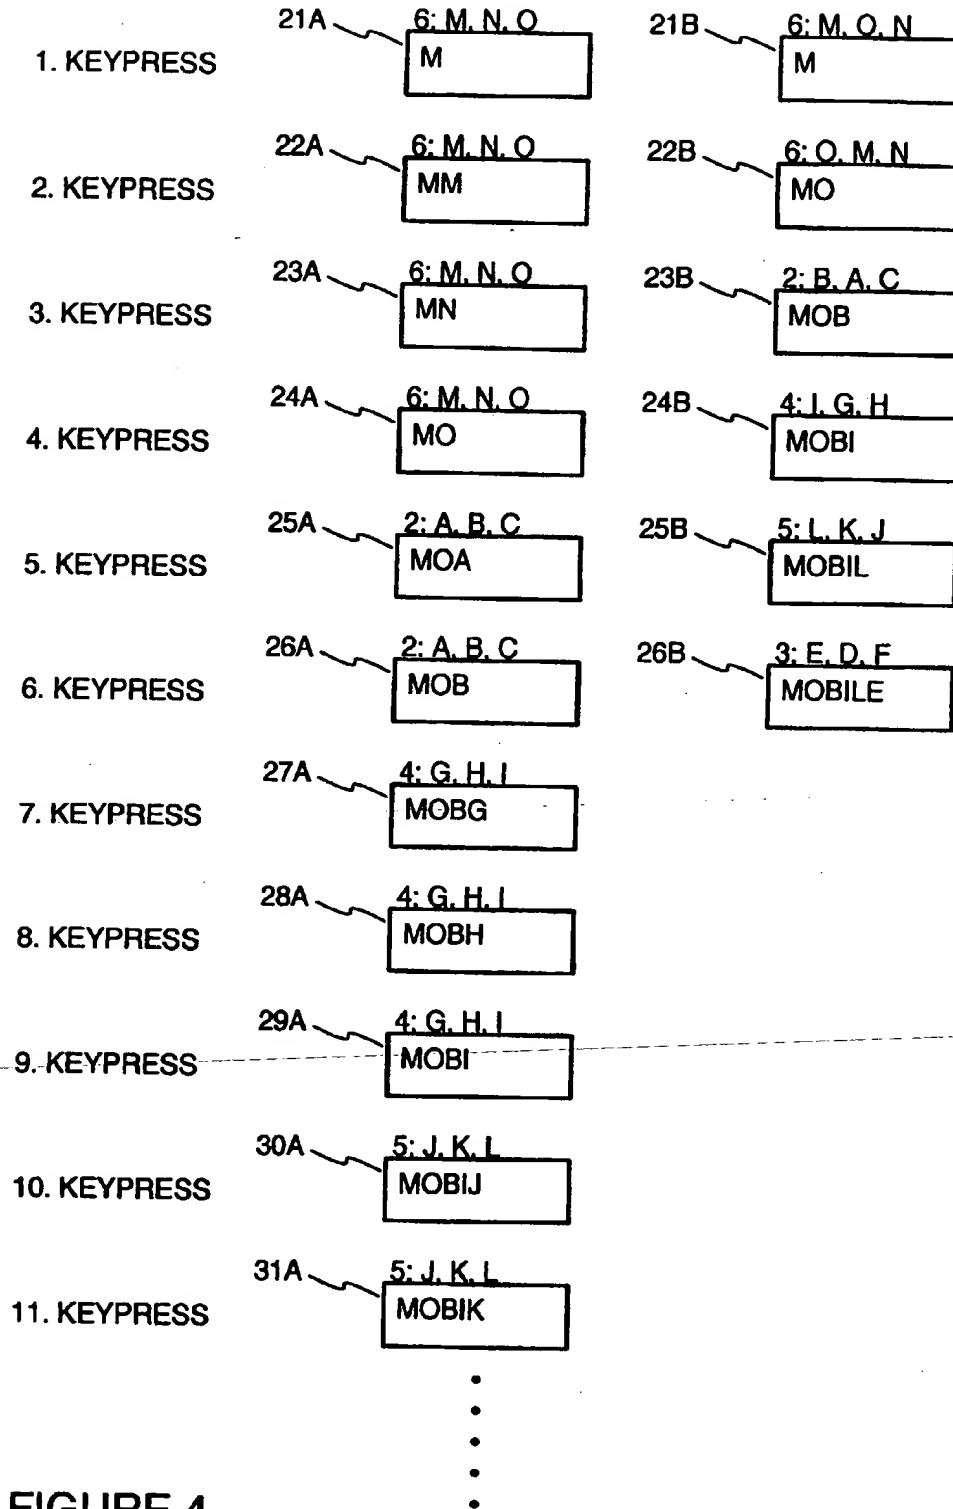 21A 6: M, N, O 21B 6: M, O, N
1. KEYPRESS M M
22A 6: M, N, O 22B 6: O, M, N
2. KEYPRESS MM MO
23A 6: M, N, O 23B 2: B, A, C
3. KEYPRESS MN MOB
24A 6: M, N, O 24B 4: I, G, H
4. KEYPRESS MO MOBI
25A 2: A, B, C 25B 5: L, K, J
5. KEYPRESS MOA MOBIL
26A 2: A, B, C 26B 3: E, D, F
6. KEYPRESS MOB MOBILE
27A 4: G, H, I
7. KEYPRESS MOBG
28A 4: G, H, I
8. KEYPRESS MOBH
29A 4: G, H, I
9. KEYPRESS MOBI
30A 5: J, K, L
10. KEYPRESS MOBIJ
31A 5: J, K, L
11. KEYPRESS MOBIK
FIGURE 4